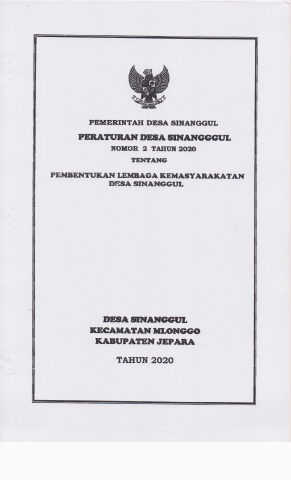 PEMERINTAH DESA SINANGGUL
PERATURAN DESA SINANGGGUL
NOMOR 2 TAHUN 2020
TENTANG
PEMBENTUKAN LEMBAGA KEMASYARAKATAN
DESA SINANGGUL
DESA SINANGGUL
KECAMATAN MLONGGO
KABUPATEN JEPARA
TAHUN 2020